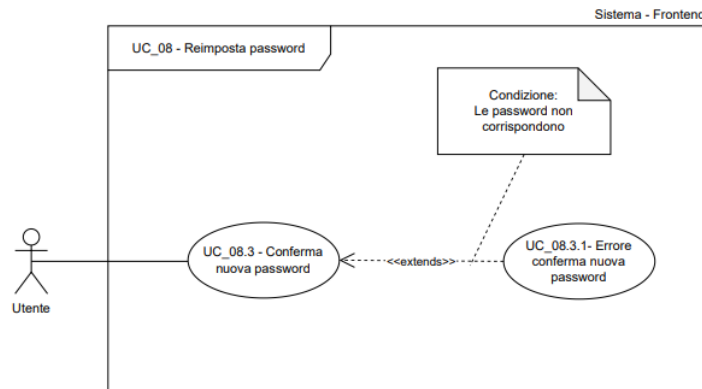 Sistema - Frontend
UC_08 - Reimposta password
Condizione:
Le password non
corrispondono
UC_08.3 - Conferma
nuova password
<<extends>>
UC_08.3.1- Errore
conferma nuova
password
Utente